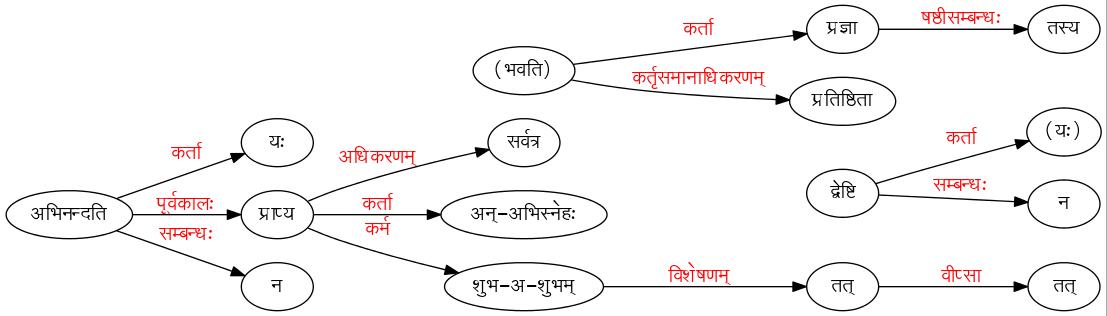 कर्ता
प्रज्ञा
षष्ठीसम्बन्धः
तस्य
(भवति)
कर्तृसमानाधिकरणम्
प्रतिष्ठिता
कर्ता
यः
अधिकरणम्
सर्वत्र
कर्ता
(यः)
अभिनन्दति
पूर्वकालः
प्राप्य
कर्ता
अन्-अभिस्नेहः
द्वेष्टि
सम्बन्धः
न
सम्बन्धः
न
कर्म
शुभ-अ-शुभम्
विशेषणम्
तत्
वीप्सा
तत्